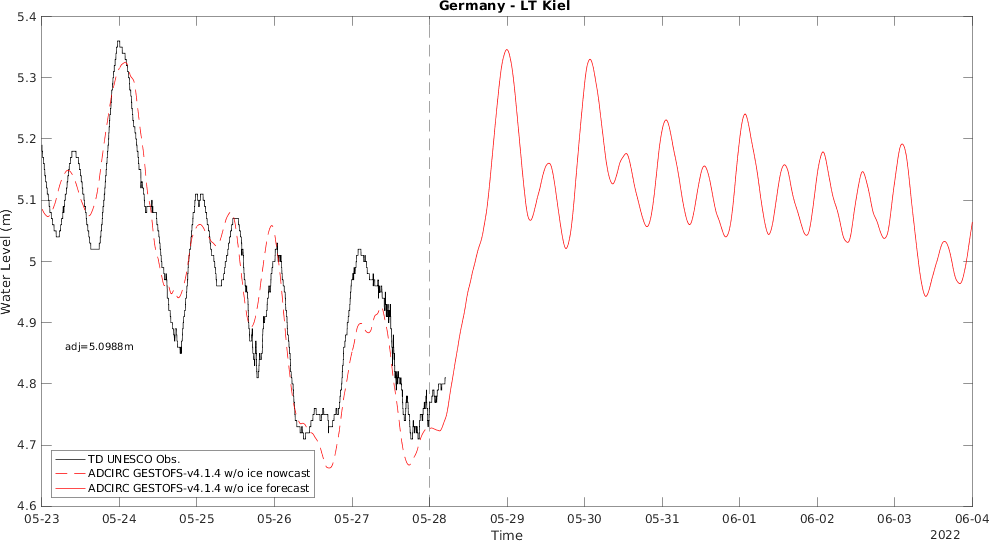 Germany - LT Kiel
5.4
5.3
5.2
5.1
5
4.9
4.8
4.7
4.6
Water Level (m)
adj=5.0988m
TD UNESCO Obs.
ADCIRC GESTOFS-v4.1.4 w/o ice nowcast
ADCIRC GESTOFS-v4.1.4 w/o ice forecast
05-23 05-24 05-25 05-26 05-27 05-28 05-29 05-30 05-31 06-01 06-02 06-03 06-04
Time
2022